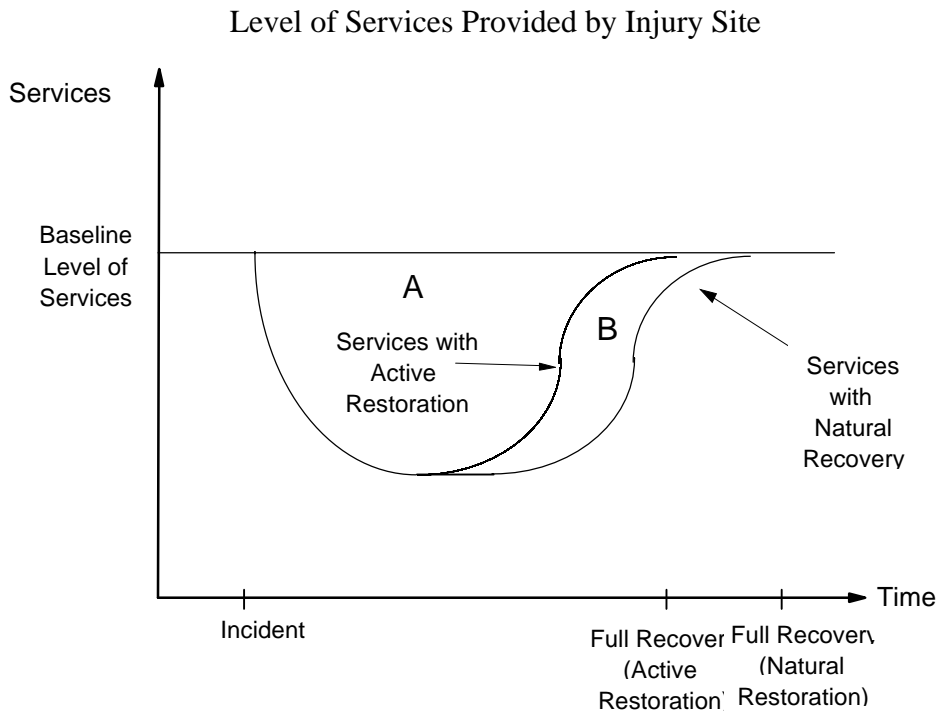 Level of Services Provided by Injury Site
Services
Baseline
Level of
Services
A
B
Services with
Active
Restoration
Services
with
Natural
Recovery
Time
Incident
Full Recover
(Active
Restoration)
Full Recovery
(Natural
Restoration)